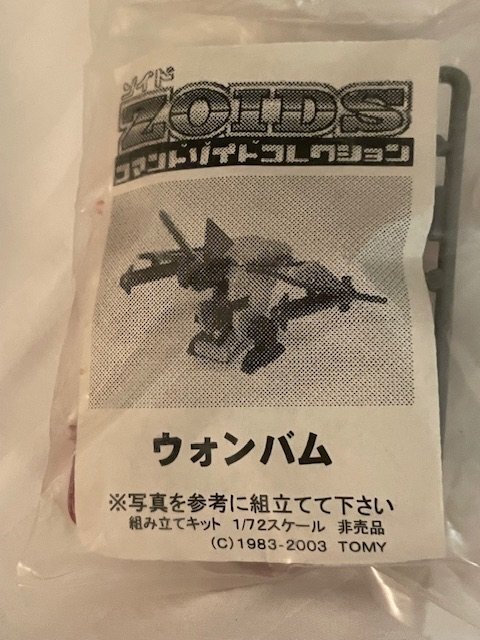 ゾイド
ZOIDS
コマンドゾイドコレクション
ウォンバム
※写真を参考に組立てて下さい
組み立てキット 1/72スケール 非売品
(C)1983-2003 TOMY